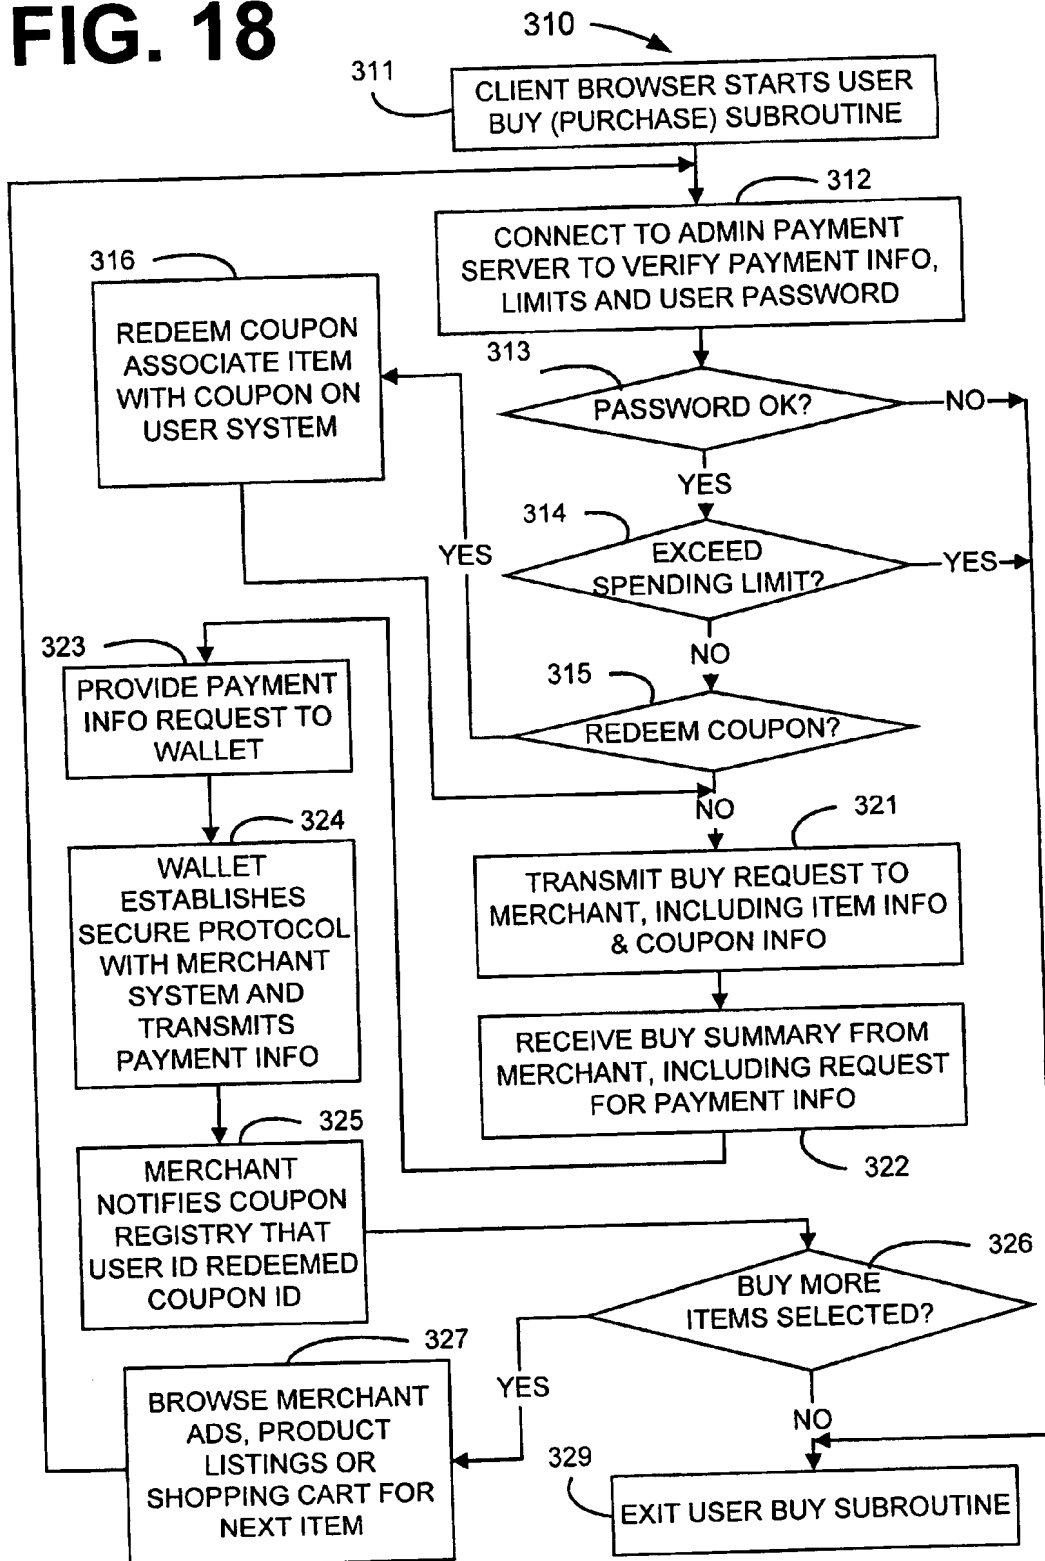 FIG. 18
310
311
CLIENT BROWSER STARTS USER
BUY (PURCHASE) SUBROUTINE
312
CONNECT TO ADMIN PAYMENT
SERVER TO VERIFY PAYMENT INFO,
LIMITS AND USER PASSWORD
316
REDEEM COUPON
ASSOCIATE ITEM
WITH COUPON ON
USER SYSTEM
313
PASSWORD OK?
NO
YES
314
EXCEED
SPENDING LIMIT?
YES
YES
NO
315
REDEEM COUPON?
NO
323
PROVIDE PAYMENT
INFO REQUEST TO
WALLET
321
TRANSMIT BUY REQUEST TO
MERCHANT, INCLUDING ITEM INFO
& COUPON INFO
324
WALLET
ESTABLISHES
SECURE PROTOCOL
WITH MERCHANT
SYSTEM AND
TRANSMITS
PAYMENT INFO
RECEIVE BUY SUMMARY FROM
MERCHANT, INCLUDING REQUEST
FOR PAYMENT INFO
322
325
MERCHANT
NOTIFIES COUPON
REGISTRY THAT
USER ID REDEEMED
COUPON ID
326
BUY MORE
ITEMS SELECTED?
YES
NO
327
BROWSE MERCHANT
ADS, PRODUCT
LISTINGS OR
SHOPPING CART FOR
NEXT ITEM
329
EXIT USER BUY SUBROUTINE